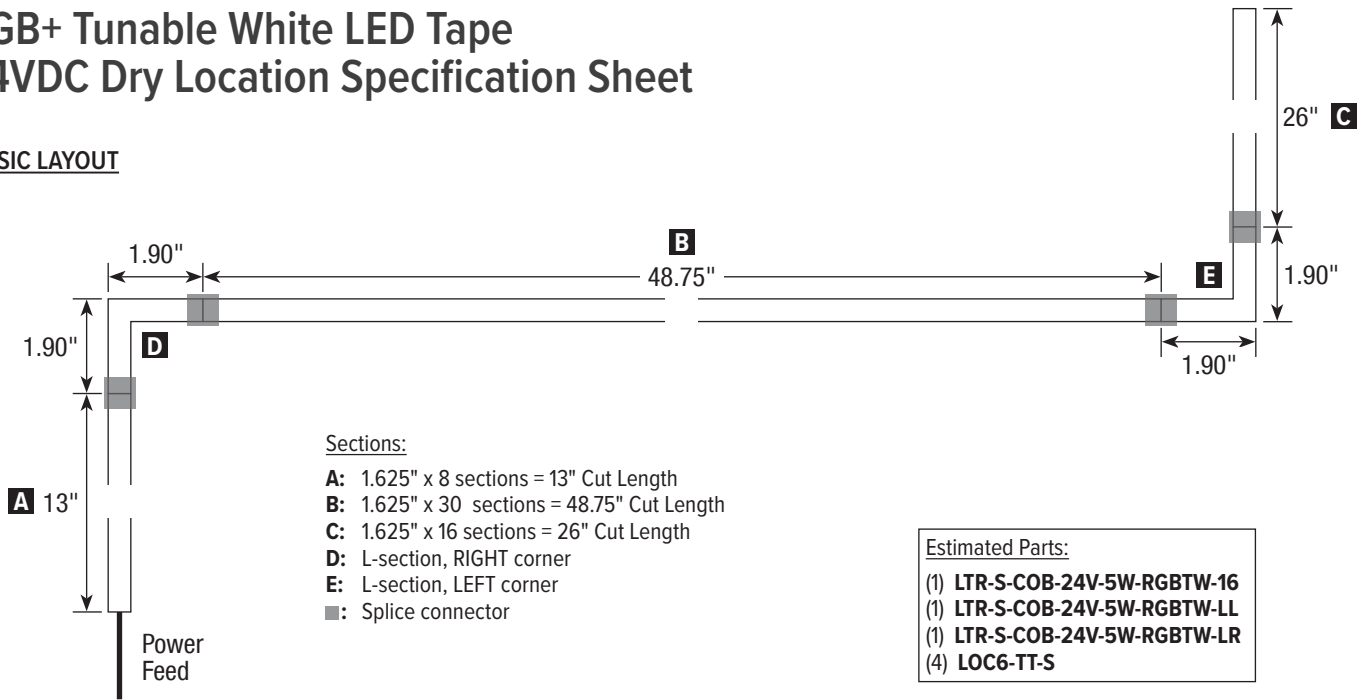 GB+ Tunable White LED Tape
4VDC Dry Location Specification Sheet
SIC LAYOUT
26" C
1.90"
B
48.75"
E
1.90"
1.90"
D
1.90"
A 13"
Power
Feed
Sections:
A: 1.625" x 8 sections = 13" Cut Length
B: 1.625" x 30 sections = 48.75" Cut Length
C: 1.625" x 16 sections = 26" Cut Length
D: L-section, RIGHT corner
E: L-section, LEFT corner
: Splice connector
Estimated Parts:
(1) LTR-S-COB-24V-5W-RGBTW-16
(1) LTR-S-COB-24V-5W-RGBTW-LL
(1) LTR-S-COB-24V-5W-RGBTW-LR
(4) LOC6-TT-S